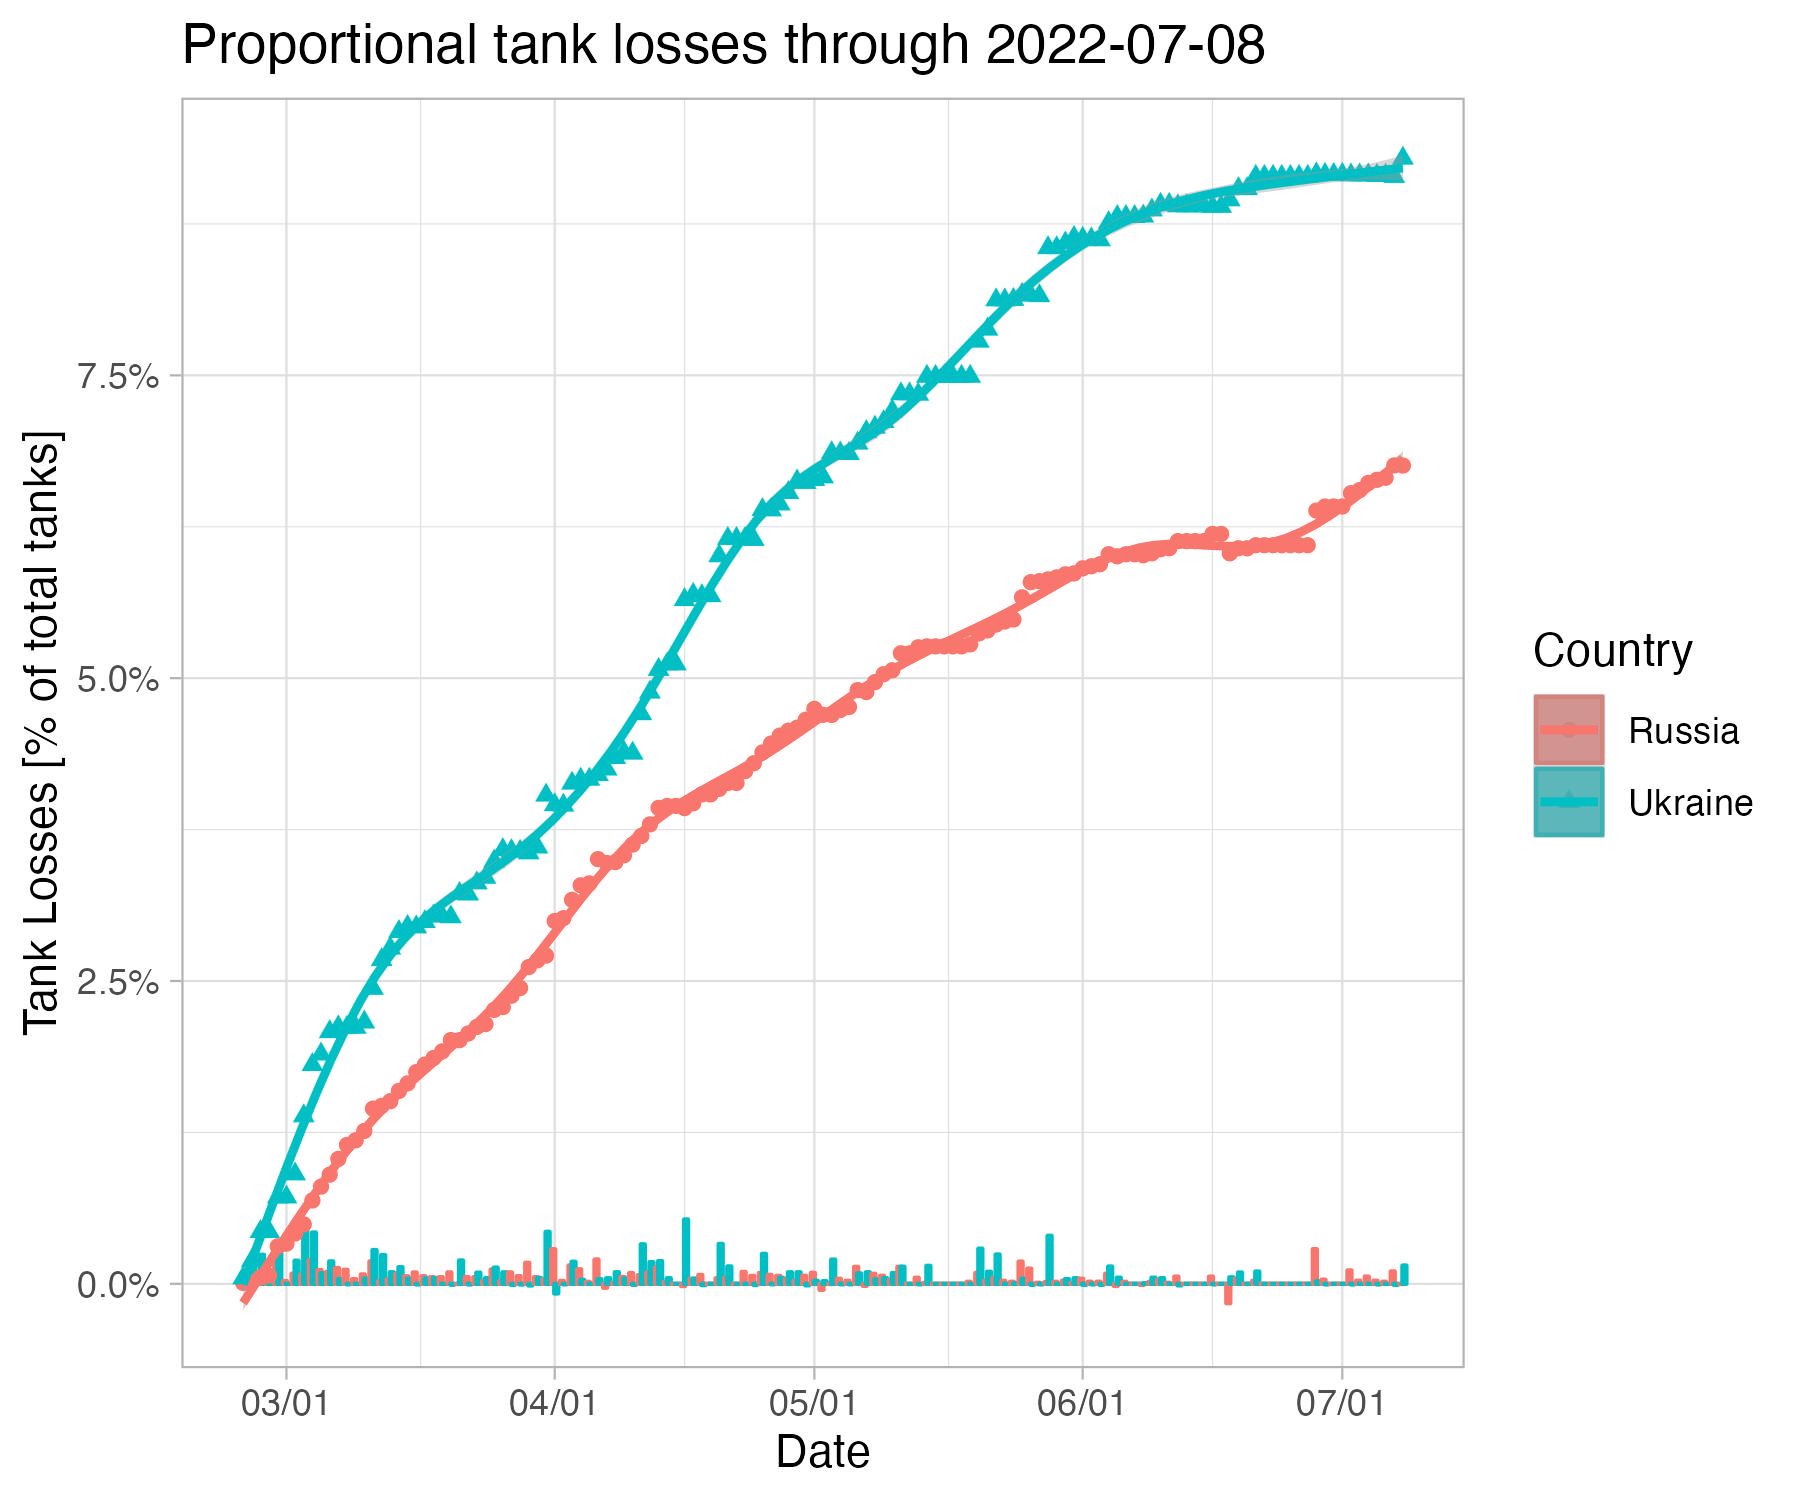 Proportional tank losses through 2022-07-08
Tank Losses [% of total tanks]
7.5%
5.0%
2.5%
0.0%
03/01
04/01
05/01
06/01
07/01
Date
Country
Russia
Ukraine